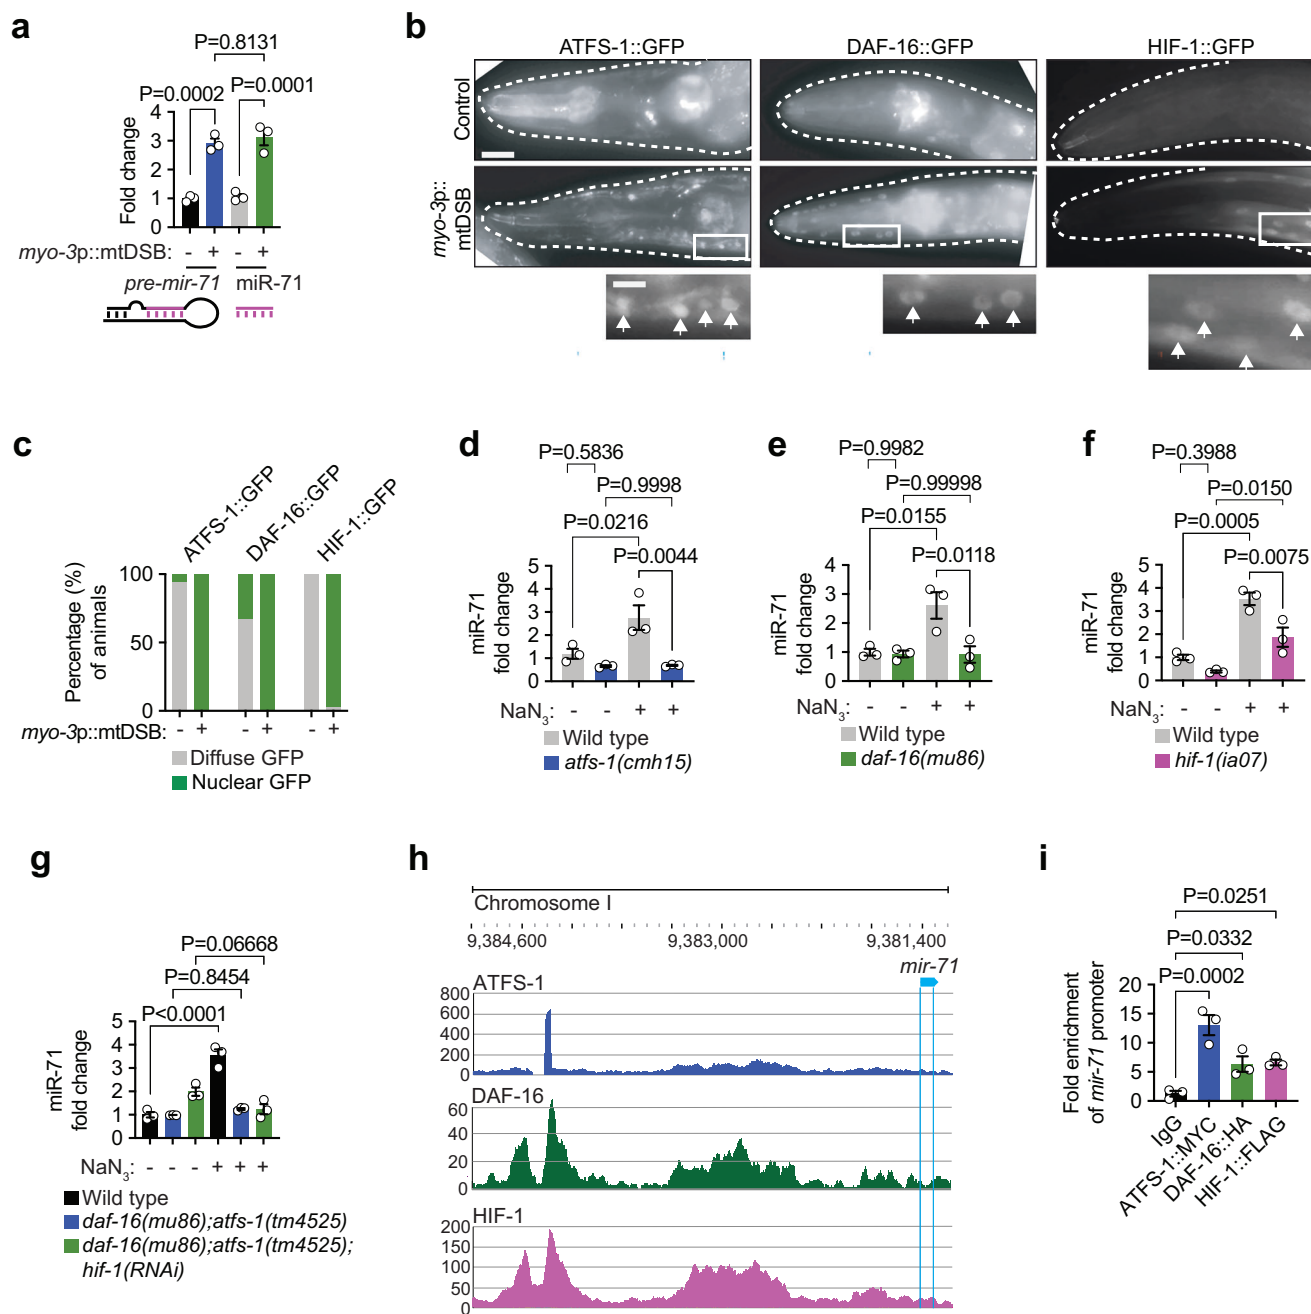 a
P=0.8131
P=0.0002
P=0.0001
Fold change
4
3
2
1
0
myo-3p::mtDSB:
- + - +
pre-mir-71
miR-71
b
ATFS-1::GFP
DAF-16::GFP
HIF-1::GFP
Control
myo-3p::
mtDSB
c
ATFS-1::GFP
DAF-16::GFP
HIF-1::GFP
Percentage (%)
of animals
100
50
0
myo-3p::mtDSB:
- + - + - +
Diffuse GFP
Nuclear GFP
d
P=0.5836
P=0.9998
P=0.0216
P=0.0044
miR-71
fold change
5
4
3
2
1
0
NaN3:
- - + +
Wild type
atfs-1(cmh15)
e
P=0.9982
P=0.99998
P=0.0155
P=0.0118
miR-71
fold change
4
3
2
1
0
NaN3:
- - + +
Wild type
daf-16(mu86)
f
P=0.3988
P=0.0150
P=0.0005
P=0.0075
miR-71
fold change
5
4
3
2
1
0
NaN3:
- - + +
Wild type
hif-1(ia07)
g
P=0.06668
P=0.8454
P<0.0001
miR-71
fold change
5
4
3
2
1
0
NaN3:
- - - + + +
Wild type
daf-16(mu86);atfs-1(tm4525)
daf-16(mu86);atfs-1(tm4525);
hif-1(RNAi)
h
Chromosome I
9,384,600 9,383,000 9,381,400
mir-71
ATFS-1
800
600
400
200
0
DAF-16
60
40
20
0
HIF-1
200
150
100
50
0
i
P=0.0251
P=0.0332
P=0.0002
Fold enrichment
of mir-71 promoter
20
15
10
5
0
IgG
ATFS-1::MYC
DAF-16::HA
HIF-1::FLAG